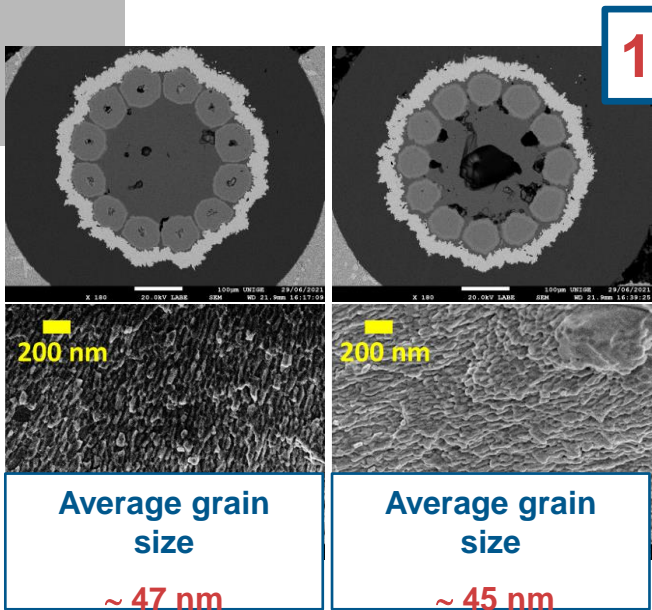 1
100µm UNIGE 29/06/2021
X 180 20.0kV LABE SEM WD 21.9mm 16:17:09
100µm UNIGE 29/06/2021
X 180 20.0kV LABE SEM WD 21.9mm 16:39:25
200 nm
200 nm
Average grain
size
~ 47 nm
Average grain
size
~ 45 nm